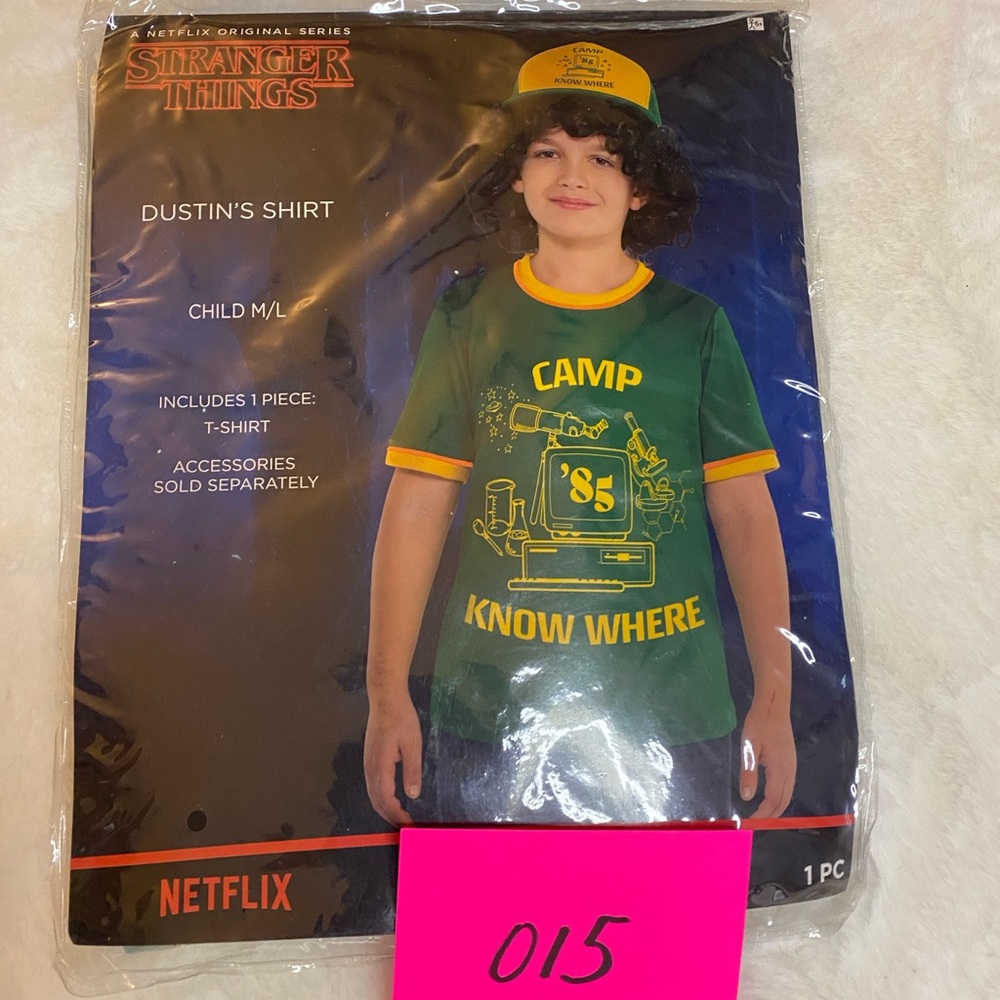 A NETFLIX ORIGINAL SERIES
STRANGER
THINGS
DUSTIN'S SHIRT
CHILD M/L
INCLUDES 1 PIECE:
T-SHIRT
ACCESSORIES
SOLD SEPARATELY
CAMP
'85
KNOW WHERE
CAMP
'85
KNOW WHERE
NETFLIX
1 PC
015